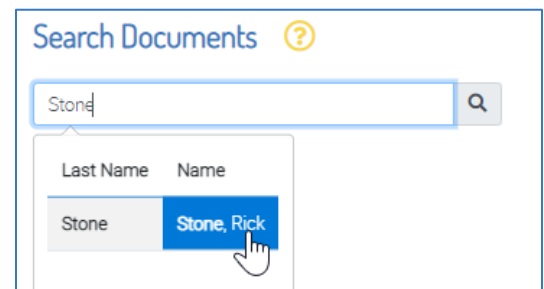 Search Documents ?
Stone
Last Name Name
Stone Stone, Rick